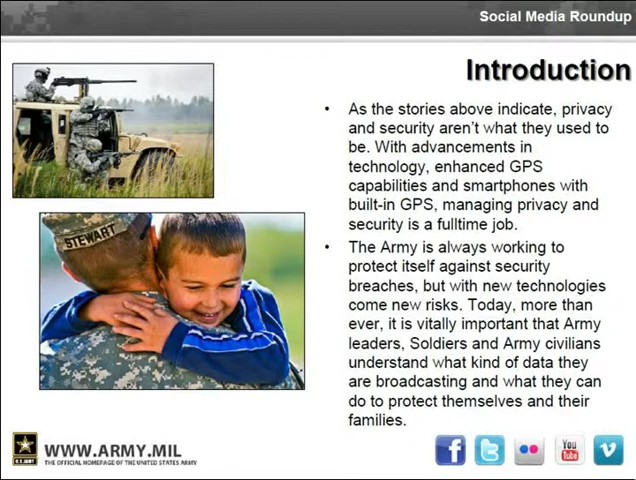 Social Media Roundup
Introduction
• As the stories above indicate, privacy
and security aren't what they used to
be. With advancements in
technology, enhanced GPS
capabilities and smartphones with
built-in GPS, managing privacy and
security is a fulltime job.
• The Army is always working to
protect itself against security
breaches, but with new technologies
come new risks. Today, more than
ever, it is vitally important that Army
leaders, Soldiers and Army civilians
understand what kind of data they
are broadcasting and what they can
do to protect themselves and their
families.
STEWART
U.S. ARMY
WWW.ARMY.MIL
THE OFFICIAL HOMEPAGE OF THE UNITED STATES ARMY
f
t
You
Tube
v